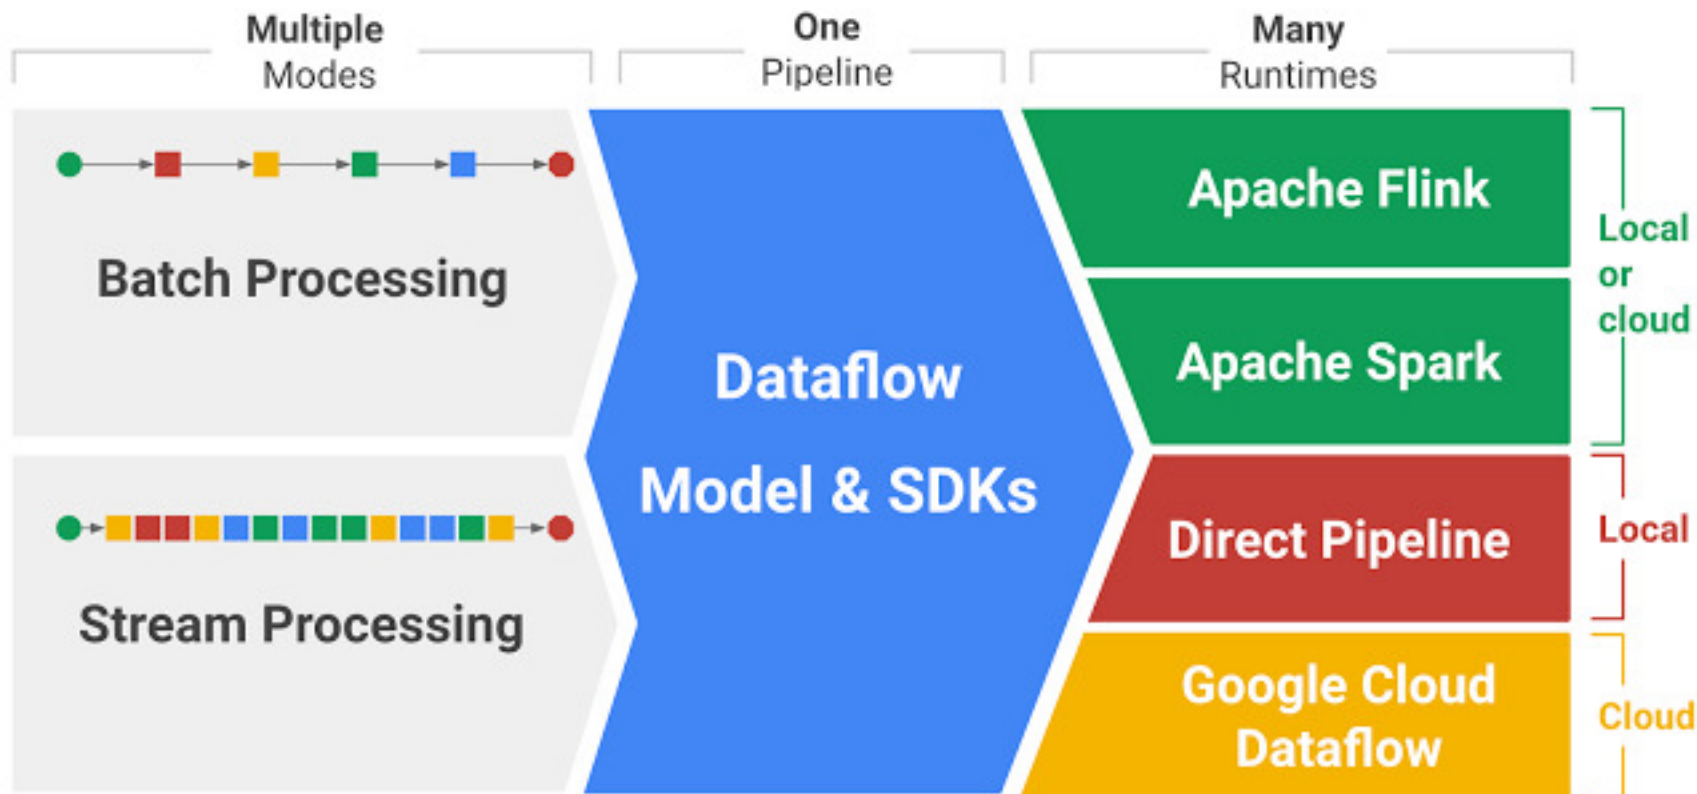 Multiple
Modes
One
Pipeline
Many
Runtimes
Batch Processing
Stream Processing
Dataflow
Model & SDKs
Apache Flink
Apache Spark
Direct Pipeline
Google Cloud
Dataflow
Local
or
cloud
Local
Cloud